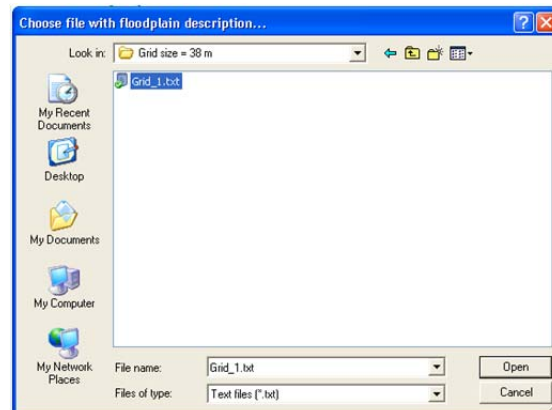 Choose file with floodplain description...
Look in: Grid size = 38 m
Grid_1.txt
My Recent
Documents
Desktop
My Documents
My Computer
My Network
Places
File name: Grid_1.txt Open
Files of type: Text files (*.txt) Cancel